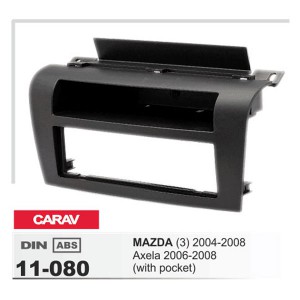 CARAV
DIN ABS
11-080
MAZDA (3) 2004-2008
Axela 2006-2008
(with pocket)